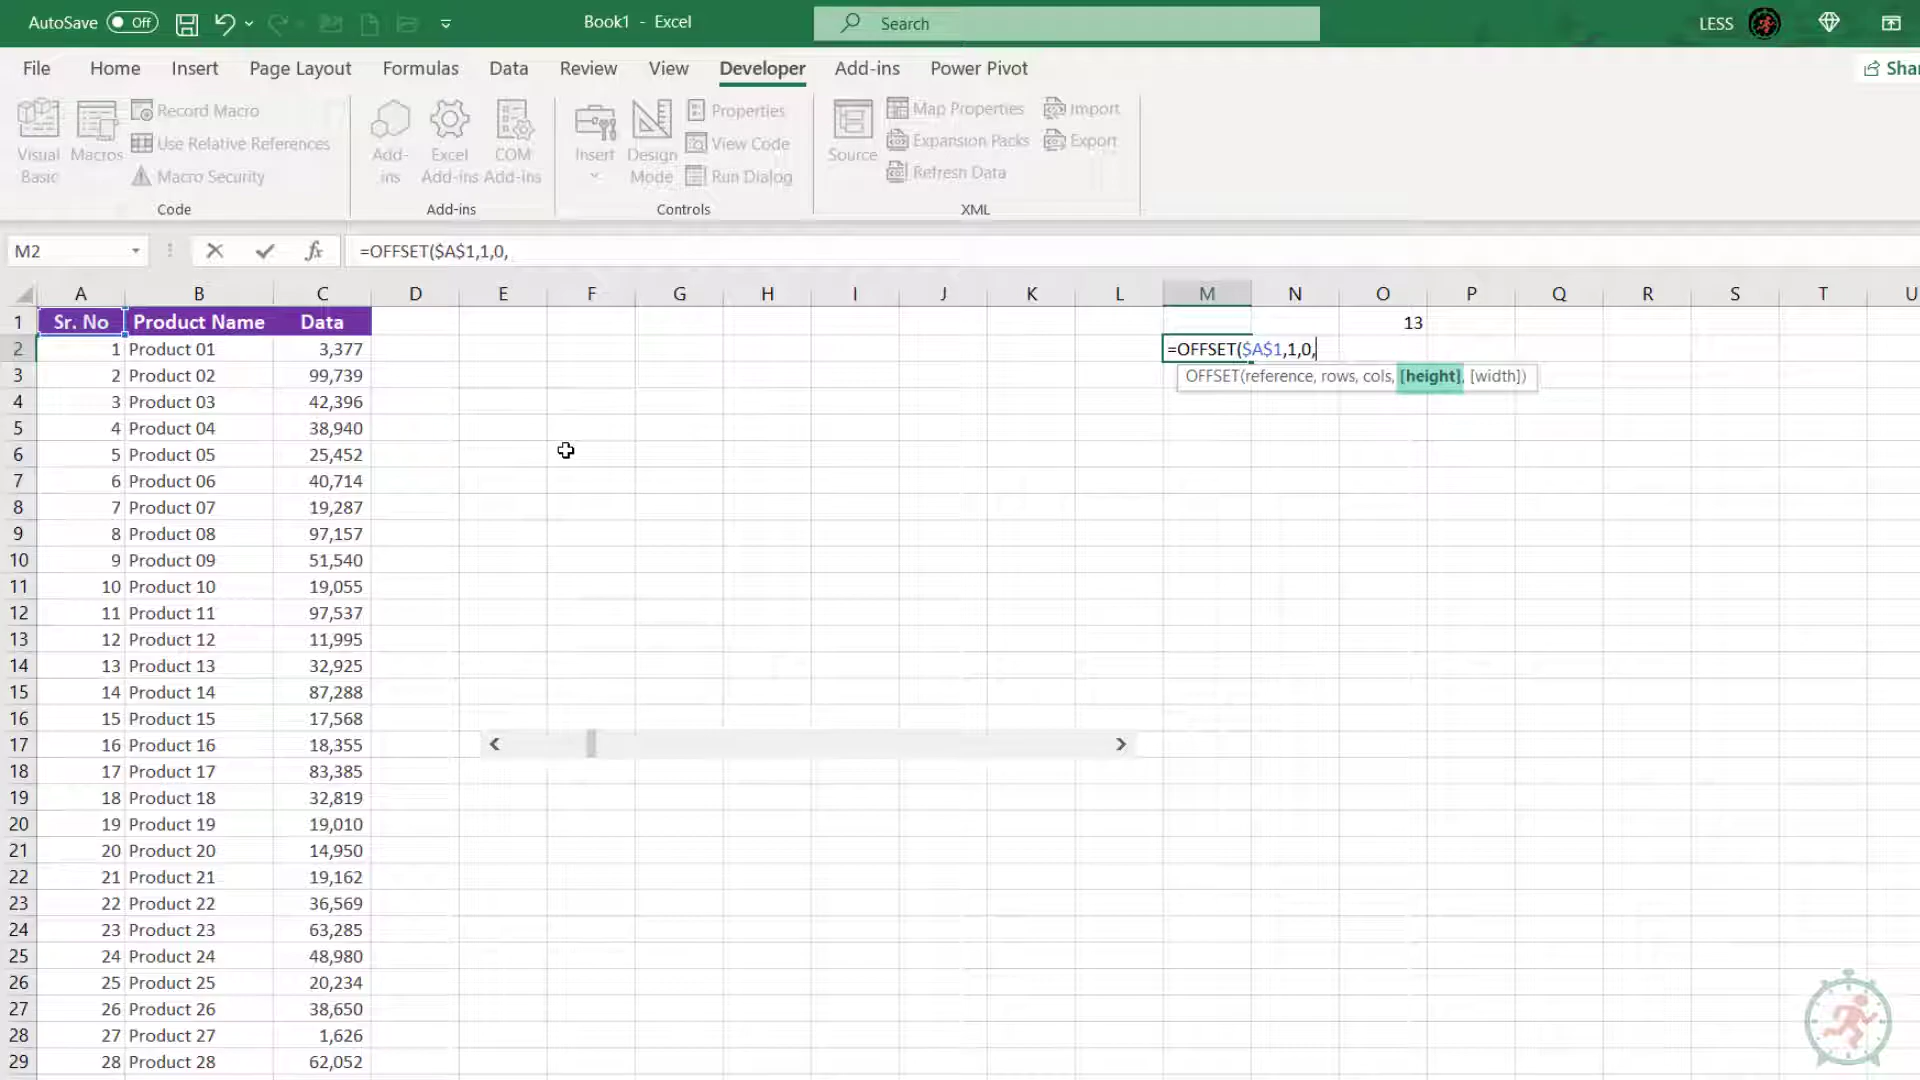 AutoSave Off Book1 - Excel Search LESS
File Home Insert Page Layout Formulas Data Review View Developer Add-ins Power Pivot Shar
Visual Basic
Macros
Record Macro
Use Relative References
Macro Security
Code
Add-ins
Excel Add-ins
COM Add-ins
Add-ins
Insert
Design Mode
Properties
View Code
Run Dialog
Controls
Source
Map Properties
Expansion Packs
Refresh Data
Import
Export
XML
M2 fx =OFFSET($A$1,1,0,
A B C D E F G H I J K L M N O P Q R S T U
1 Sr. No Product Name Data 13
2 1 Product 01 3,377 =OFFSET($A$1,1,0,
OFFSET(reference, rows, cols, [height], [width])
3 2 Product 02 99,739
4 3 Product 03 42,396
5 4 Product 04 38,940
6 5 Product 05 25,452
7 6 Product 06 40,714
8 7 Product 07 19,287
9 8 Product 08 97,157
10 9 Product 09 51,540
11 10 Product 10 19,055
12 11 Product 11 97,537
13 12 Product 12 11,995
14 13 Product 13 32,925
15 14 Product 14 87,288
16 15 Product 15 17,568
17 16 Product 16 18,355
18 17 Product 17 83,385
19 18 Product 18 32,819
20 19 Product 19 19,010
21 20 Product 20 14,950
22 21 Product 21 19,162
23 22 Product 22 36,569
24 23 Product 23 63,285
25 24 Product 24 48,980
26 25 Product 25 20,234
27 26 Product 26 38,650
28 27 Product 27 1,626
29 28 Product 28 62,052